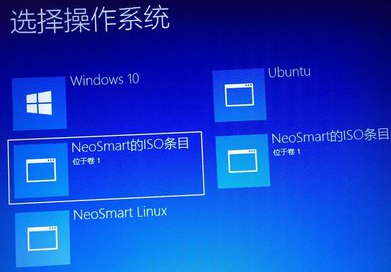 选择操作系统
Windows 10
Ubuntu
NeoSmart的ISO条目
位于卷 1
NeoSmart的ISO条目
位于卷 1
NeoSmart Linux